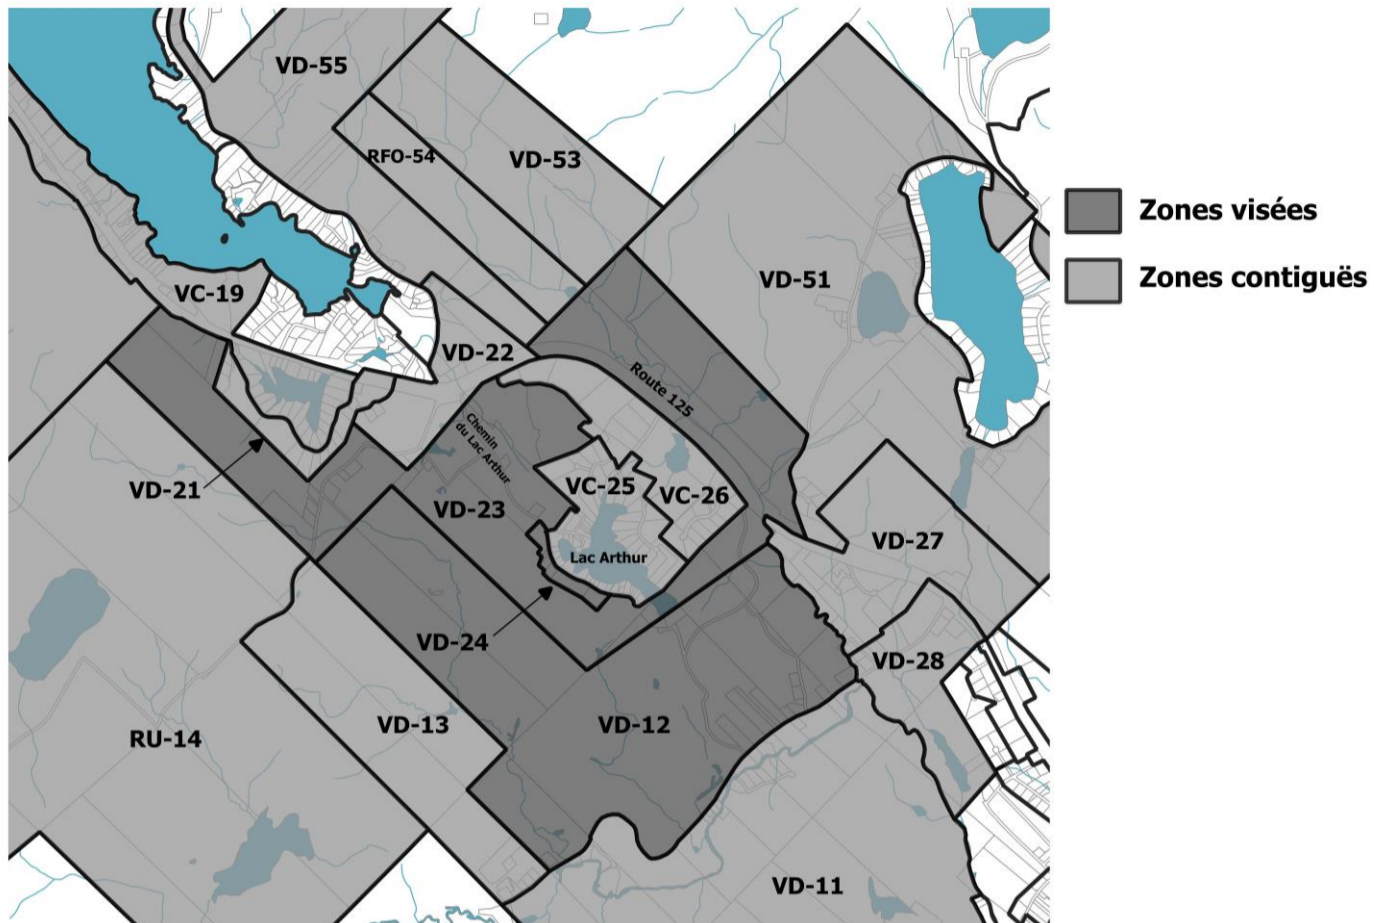 VD-55
RFO-54
VD-53
Zones visées
Zones contiguës
VD-51
VC-19
VD-22
Route 125
Chemin
du Lac Arthur
VD-21
VC-25
VC-26
VD-23
VD-27
Lac Arthur
VD-24
VD-28
VD-13
VD-12
RU-14
VD-11